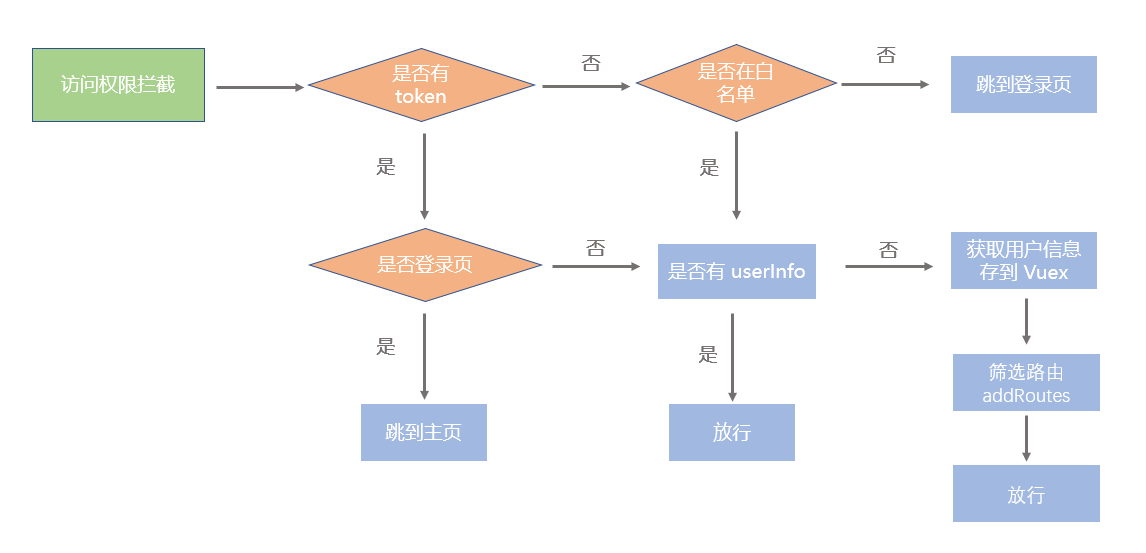 访问权限拦截
是否有
token
否
是否在白
名单
否
跳到登录页
是
是
是否登录页
否
是否有 userInfo
否
获取用户信息
存到 Vuex
是
是
筛选路由
addRoutes
跳到主页
放行
放行